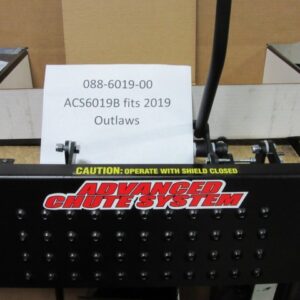 088-6019-00
ACS6019B fits 2019
Outlaws
CAUTION: OPERATE WITH SHIELD CLOSED
ADVANCED
CHUTE SYSTEM